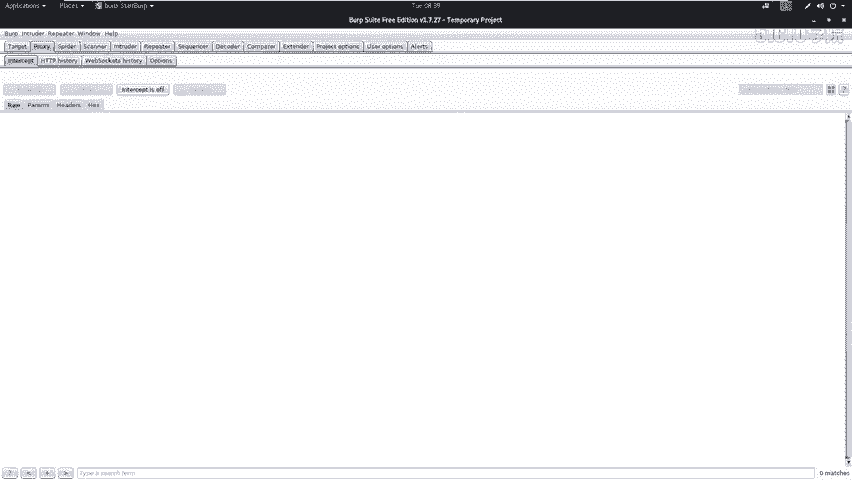 Applications Places burp StartBurp Tue 04:39
Burp Suite Free Edition v1.7.27 - Temporary Project
Burp Intruder Repeater Window Help
Target Proxy Spider Scanner Intruder Repeater Sequencer Decoder Comparer Extender Project options User options Alerts
Intercept HTTP history WebSockets history Options
Intercept is off
Raw Params Headers Hex
Type a search term 0 matches